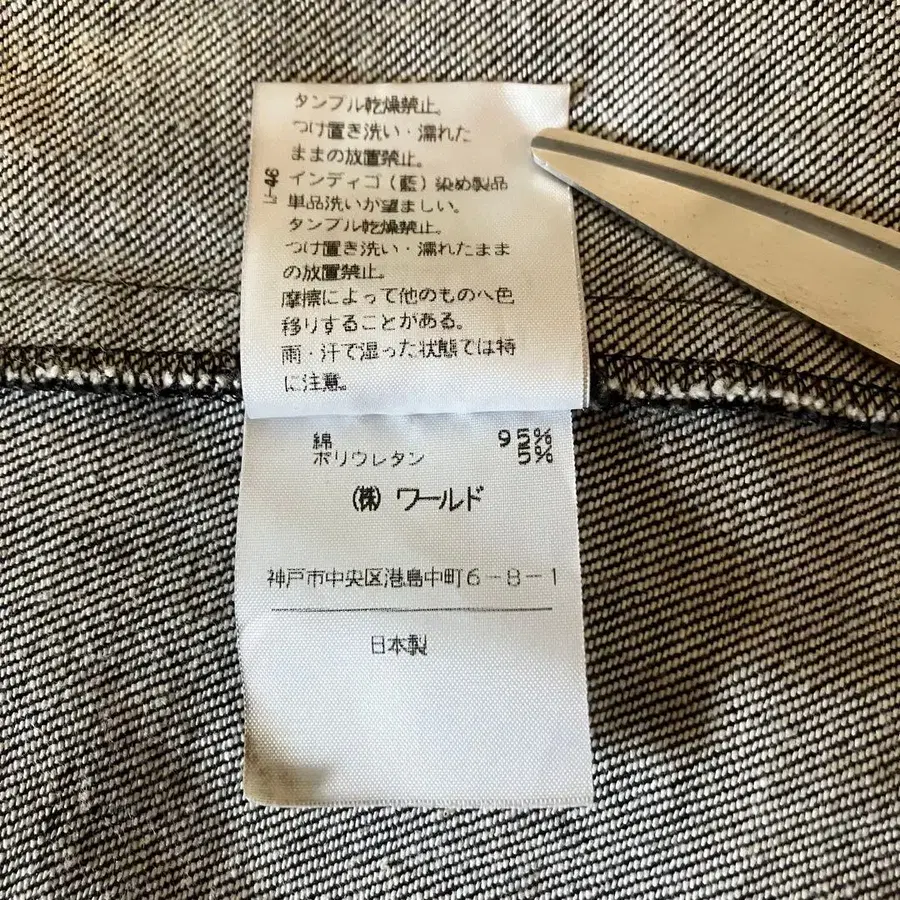 タンブル乾燥禁止。
つけ置き洗い・濡れた
ままの放置禁止。
インディゴ（藍）染め製品
単品洗いが望ましい。
タンブル乾燥禁止。
つけ置き洗い・濡れたまま
の放置禁止。
摩擦によって他のものへ色
移りすることがある。
雨・汗で湿った状態では特
に注意。
綿 95%
ポリウレタン 5%
（株）ワールド
神戸市中央区港島中町6-8-1
日本製